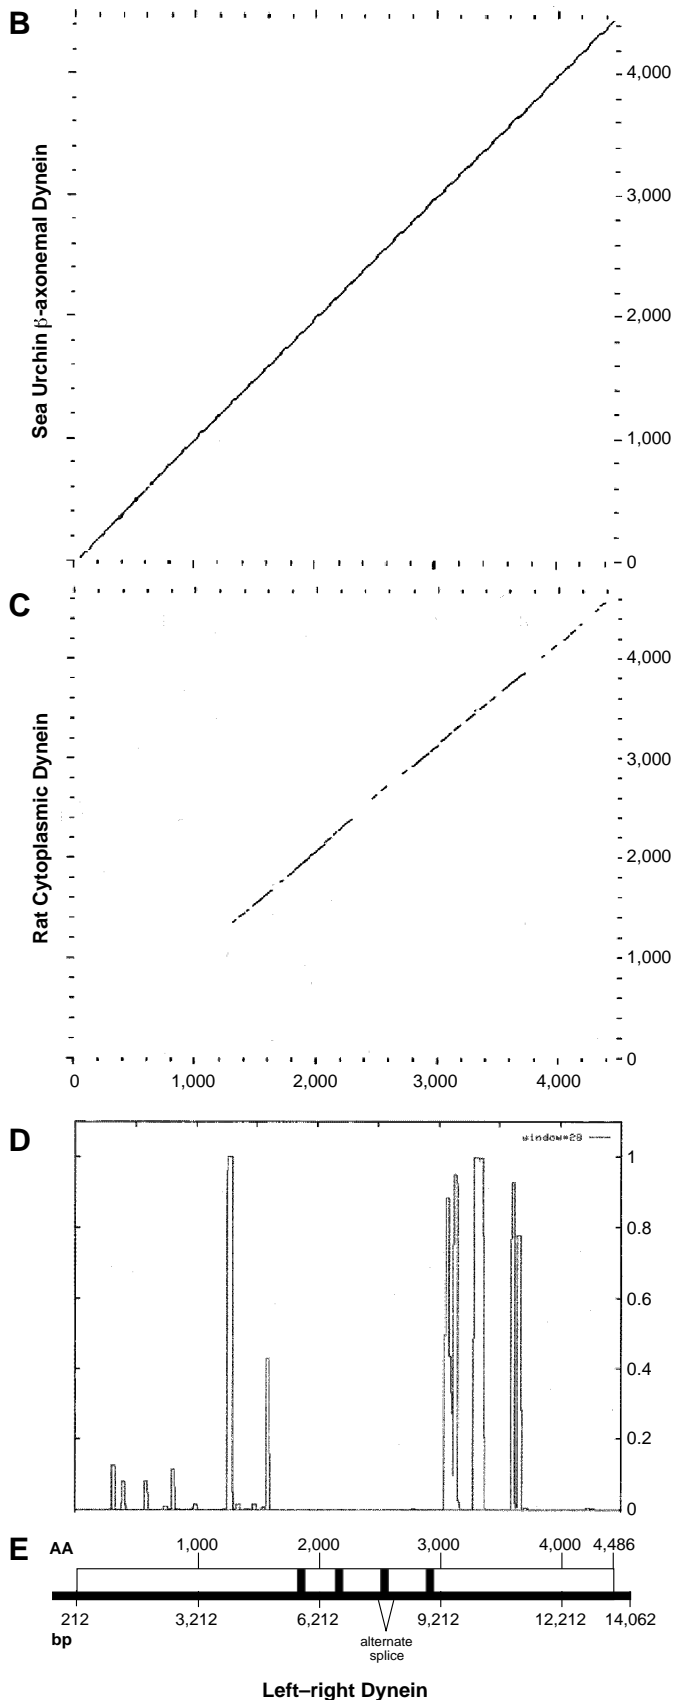 B
Sea Urchin β-axonemal Dynein
4,000
3,000
2,000
1,000
0
C
Rat Cytoplasmic Dynein
4,000
3,000
2,000
1,000
0
0 1,000 2,000 3,000 4,000
D
window=28
1
0.8
0.6
0.4
0.2
0
E
AA 1,000 2,000 3,000 4,000 4,486
212 3,212 6,212 9,212 12,212 14,062
bp
alternate
splice
Left–right Dynein